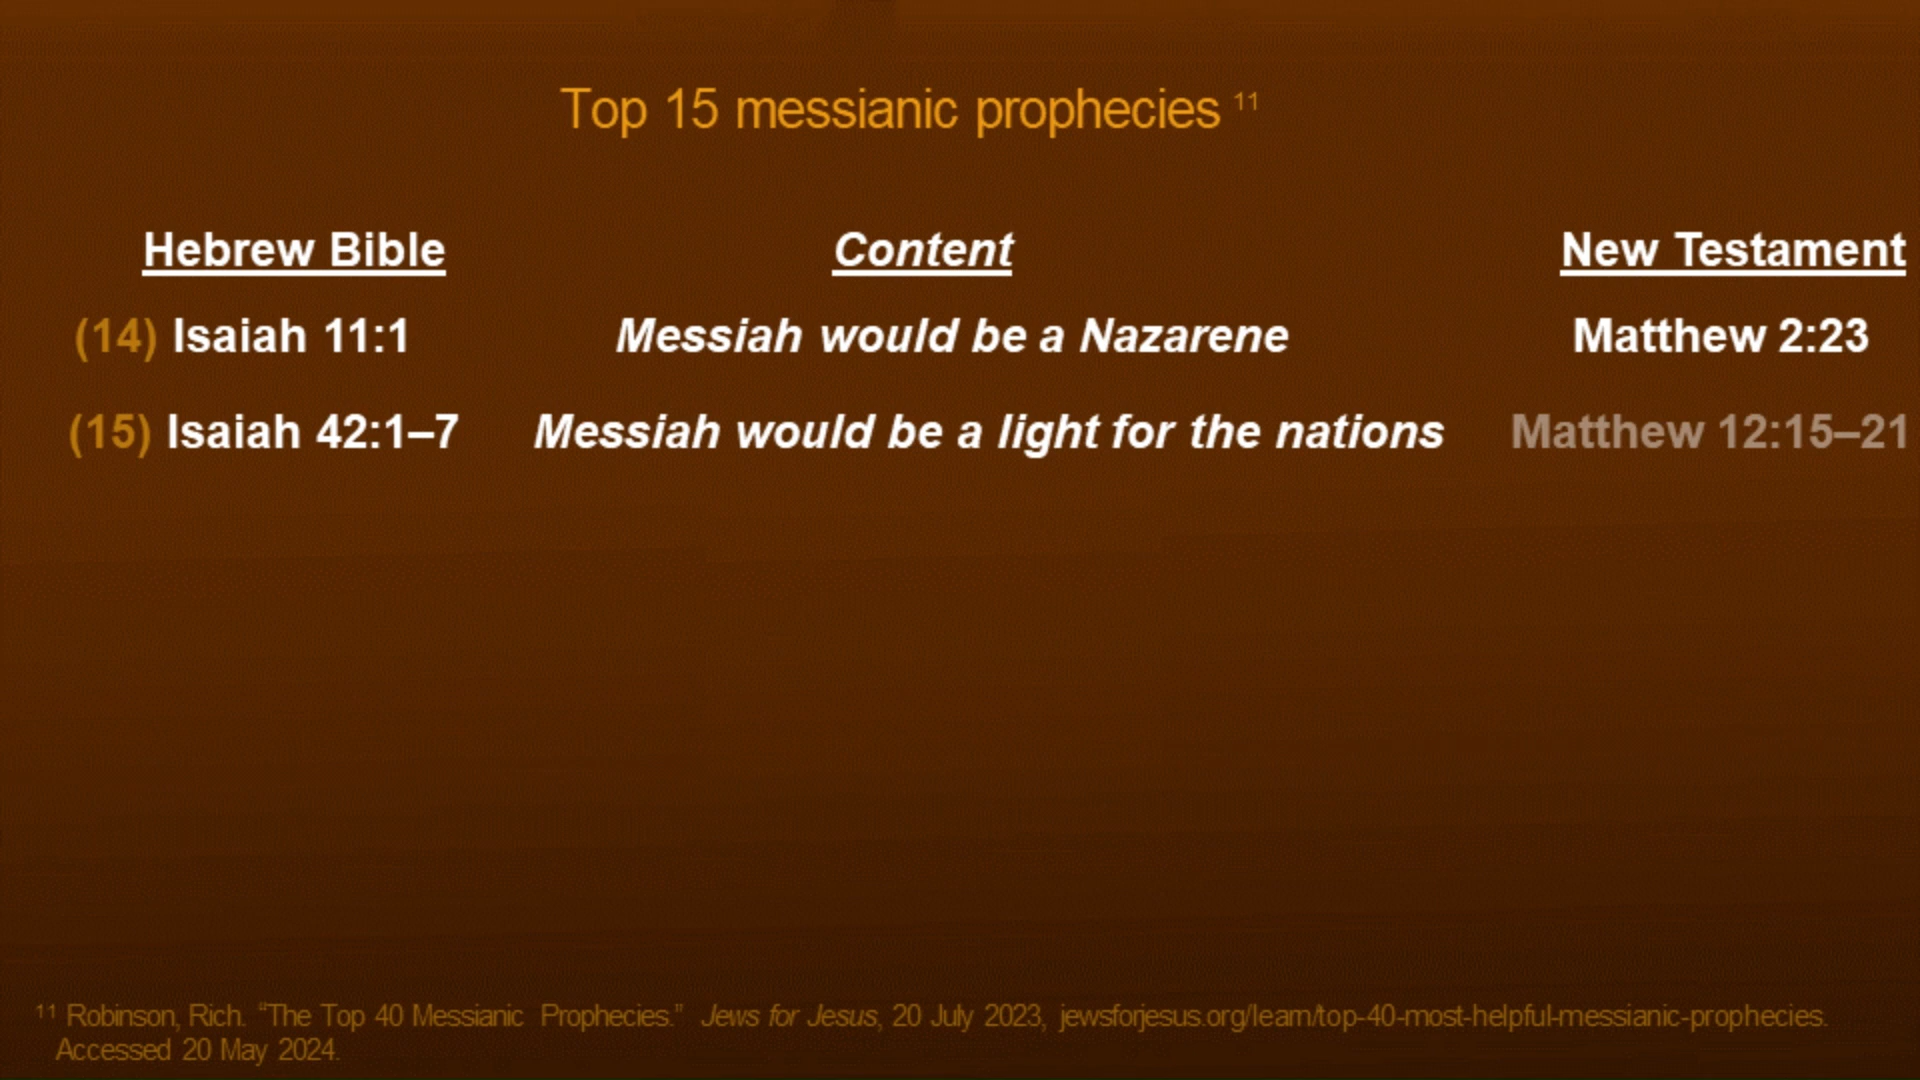 Top 15 messianic prophecies ¹¹
Hebrew Bible Content New Testament
(14) Isaiah 11:1 Messiah would be a Nazarene Matthew 2:23
(15) Isaiah 42:1–7 Messiah would be a light for the nations Matthew 12:15–21
¹¹ Robinson, Rich. “The Top 40 Messianic Prophecies.” Jews for Jesus, 20 July 2023, jewsforjesus.org/learn/top-40-most-helpful-messianic-prophecies.
Accessed 20 May 2024.